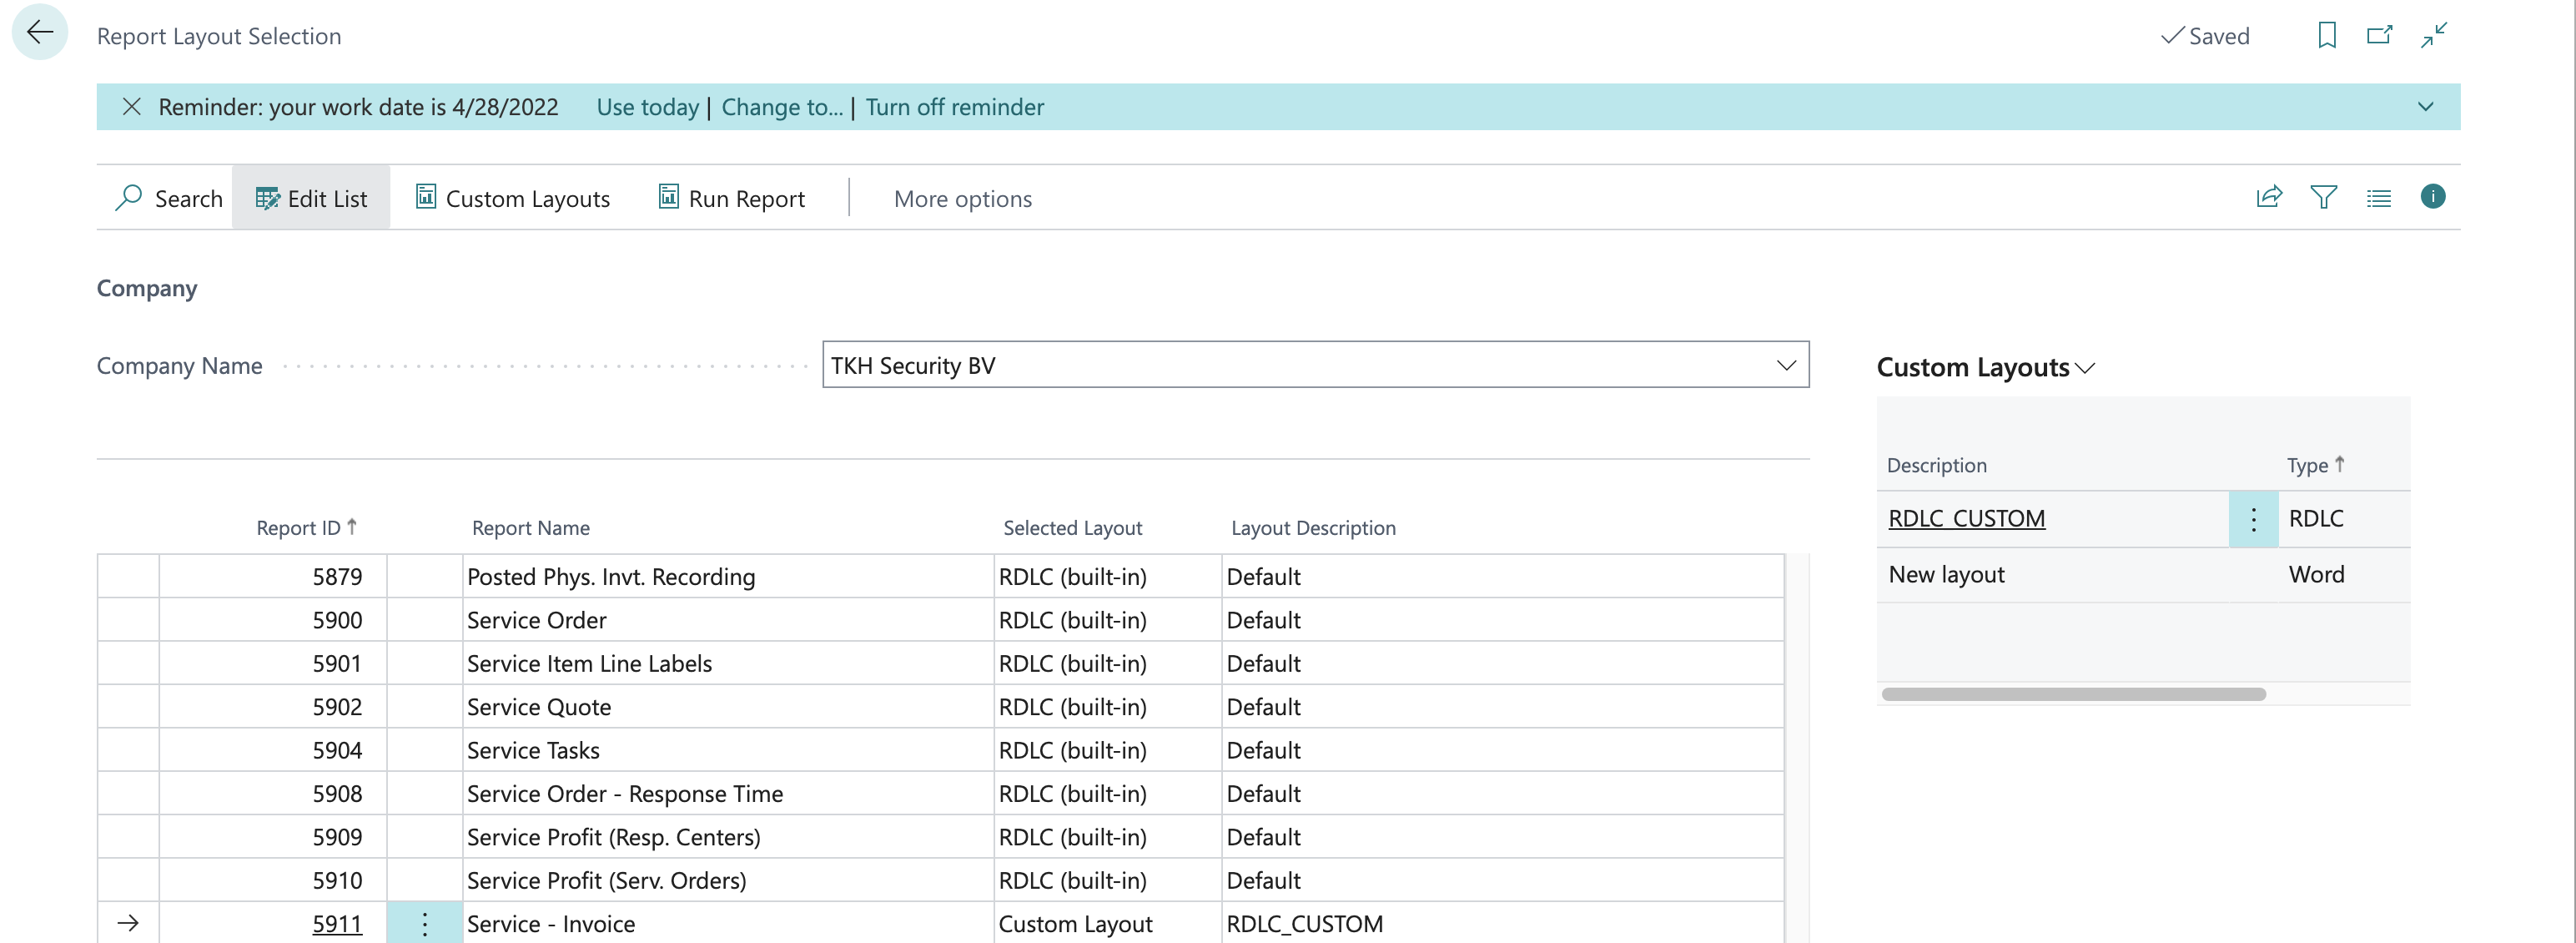 Report Layout Selection
Saved
Reminder: your work date is 4/28/2022 Use today | Change to... | Turn off reminder
Search Edit List Custom Layouts Run Report More options
Company
Company Name TKH Security BV
Custom Layouts
Description Type
RDLC_CUSTOM RDLC
New layout Word
Report ID Report Name Selected Layout Layout Description
5879 Posted Phys. Invt. Recording RDLC (built-in) Default
5900 Service Order RDLC (built-in) Default
5901 Service Item Line Labels RDLC (built-in) Default
5902 Service Quote RDLC (built-in) Default
5904 Service Tasks RDLC (built-in) Default
5908 Service Order - Response Time RDLC (built-in) Default
5909 Service Profit (Resp. Centers) RDLC (built-in) Default
5910 Service Profit (Serv. Orders) RDLC (built-in) Default
5911 Service - Invoice Custom Layout RDLC_CUSTOM